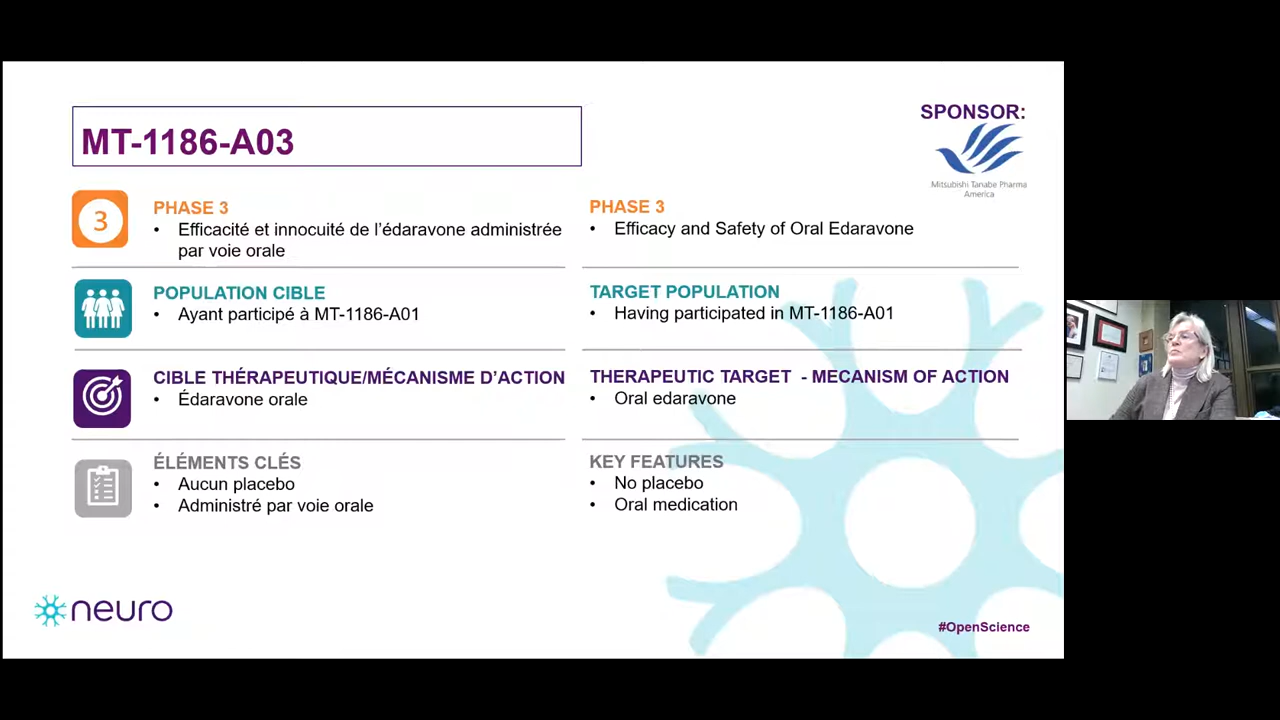 MT-1186-A03
SPONSOR:
Mitsubishi Tanabe Pharma
America
3
PHASE 3
• Efficacité et innocuité de l'édaravone administrée
par voie orale
POPULATION CIBLE
• Ayant participé à MT-1186-A01
CIBLE THÉRAPEUTIQUE/MÉCANISME D'ACTION
• Édaravone orale
ÉLÉMENTS CLÉS
• Aucun placebo
• Administré par voie orale
PHASE 3
• Efficacy and Safety of Oral Edaravone
TARGET POPULATION
• Having participated in MT-1186-A01
THERAPEUTIC TARGET - MECANISM OF ACTION
• Oral edaravone
KEY FEATURES
• No placebo
• Oral medication
neuro
#OpenScience